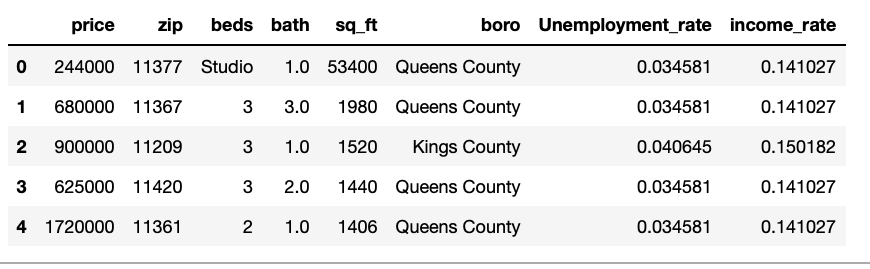 price zip beds bath sq_ft boro Unemployment_rate income_rate
0 244000 11377 Studio 1.0 53400 Queens County 0.034581 0.141027
1 680000 11367 3 3.0 1980 Queens County 0.034581 0.141027
2 900000 11209 3 1.0 1520 Kings County 0.040645 0.150182
3 625000 11420 3 2.0 1440 Queens County 0.034581 0.141027
4 1720000 11361 2 1.0 1406 Queens County 0.034581 0.141027